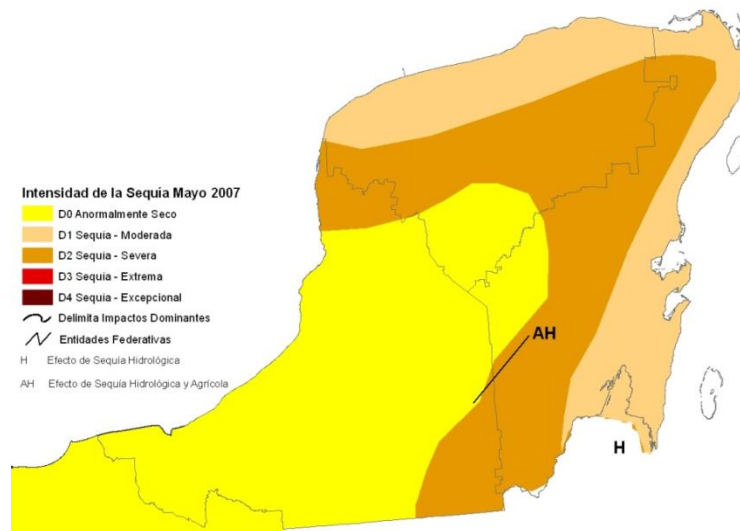 Intensidad de la Sequía Mayo 2007
D0 Anormalmente Seco
D1 Sequía - Moderada
D2 Sequía - Severa
D3 Sequía - Extrema
D4 Sequía - Excepcional
Delimita Impactos Dominantes
Entidades Federativas
H Efecto de Sequía Hidrológica
AH Efecto de Sequía Hidrológica y Agrícola
AH
H